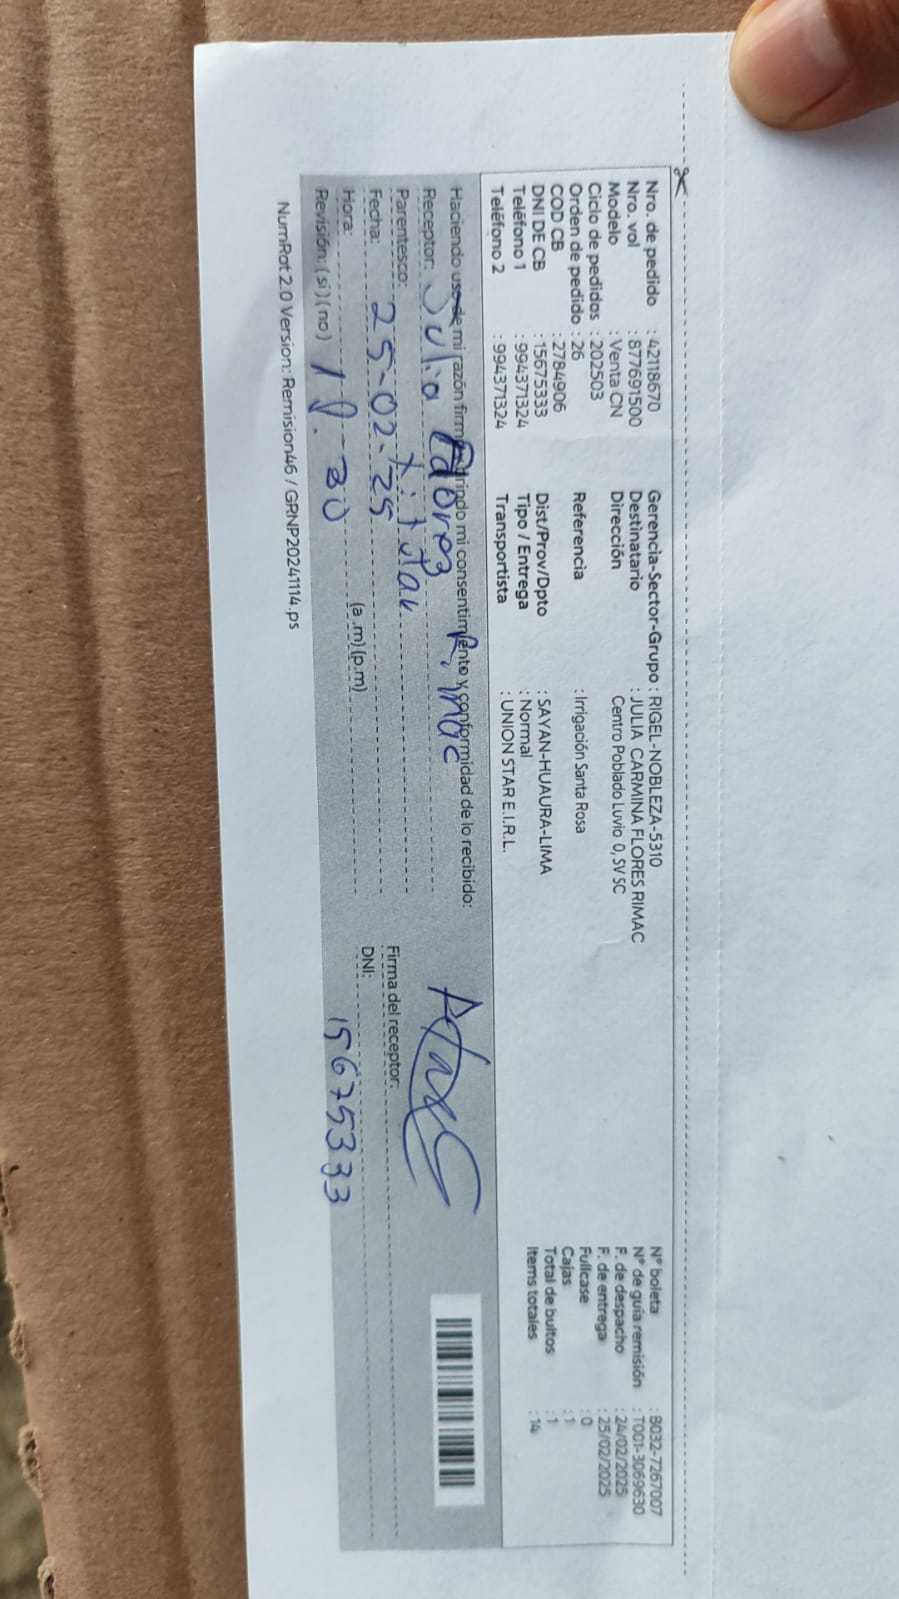 Nro. de pedido : 42118670
Nro. vol : 877691500
Modelo : Venta CN
Ciclo de pedidos : 202503
Orden de pedido : 26
COD CB : 2784906
DNI DE CB : 15675333
Teléfono 1 : 994371324
Teléfono 2 : 994371324
Gerencia-Sector-Grupo : RIGEL-NOBLEZA-5310
Destinatario : JULIA CARMINA FLORES RIMAC
Dirección Centro Poblado Luvio 0, SV SC
Referencia : Irrigación Santa Rosa
Dist/Prov/Dpto : SAYAN-HUAURA-LIMA
Tipo / Entrega : Normal
Transportista : UNION STAR E.I.R.L.
N° boleta : B032-7267007
N° de guía remisión : T001-3069630
F. de despacho : 24/02/2025
F. de entrega : 25/02/2025
Fullcase : 0
Cajas : 1
Total de bultos : 1
Items totales : 14
Haciendo uso de mi razón firmo brindo mi consentimiento y conformidad de lo recibido:
Receptor: Julia Flores Rimac
Parentesco: titular
Fecha: 25-02-25
Hora: (a.m)(p.m)
Revisión: (si)(no) 30
Firma del receptor:
DNI: 15675333
NumRot 2.0 Version: Remision46 / GRNP20241114.ps